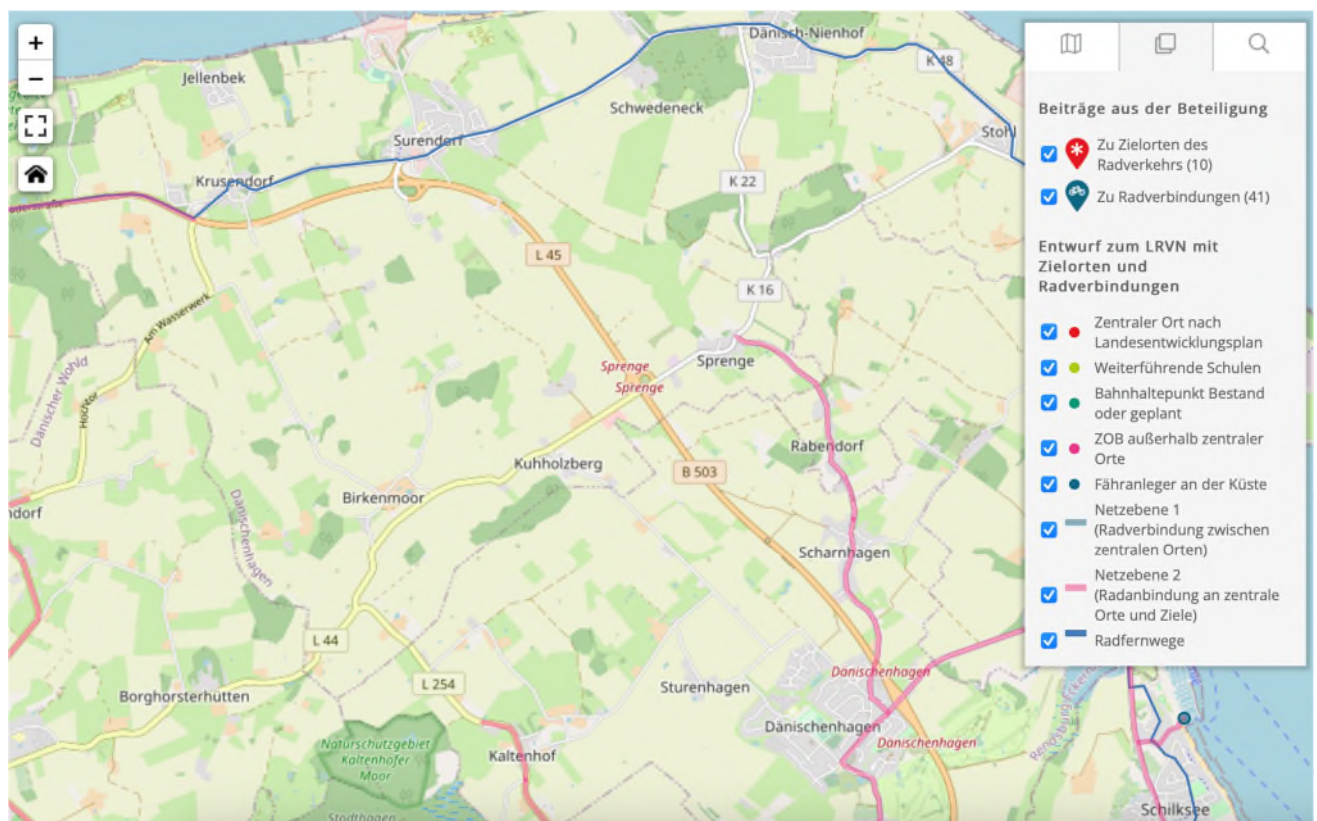 +
−
Jellenbek
Dänisch-Nienhof
K 48
Schwedeneck
Surendorf
Stohl
Krusendorf
K 22
L 45
K 16
Am Wasserwerk
Dänischer Wohld
Hochtor
Sprenge
Sprenge
Sprenge
Rabendorf
Kuhholzberg
B 503
Birkenmoor
ndorf
Dänischenhagen
Scharnhagen
L 44
L 254
Sturenhagen
Dänischenhagen
Borghorsterhütten
Dänischenhagen
Dänischenhagen
Naturschutzgebiet
Kaltenhofer
Moor
Kaltenhof
Stodthagen
Schilksee
Beiträge aus der Beteiligung
Zu Zielorten des
Radverkehrs (10)
Zu Radverbindungen (41)
Entwurf zum LRVN mit
Zielorten und
Radverbindungen
Zentraler Ort nach
Landesentwicklungsplan
Weiterführende Schulen
Bahnhaltepunkt Bestand
oder geplant
ZOB außerhalb zentraler
Orte
Fähranleger an der Küste
Netzebene 1
(Radverbindung zwischen
zentralen Orten)
Netzebene 2
(Radanbindung an zentrale
Orte und Ziele)
Radfernwege